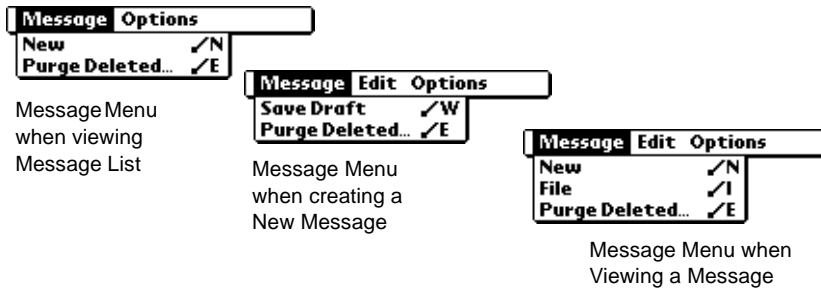 Message Options
New /N
Purge Deleted... /E
Message Menu
when viewing
Message List
Message Edit Options
Save Draft /W
Purge Deleted... /E
Message Menu
when creating a
New Message
Message Edit Options
New /N
File /I
Purge Deleted... /E
Message Menu when
Viewing a Message